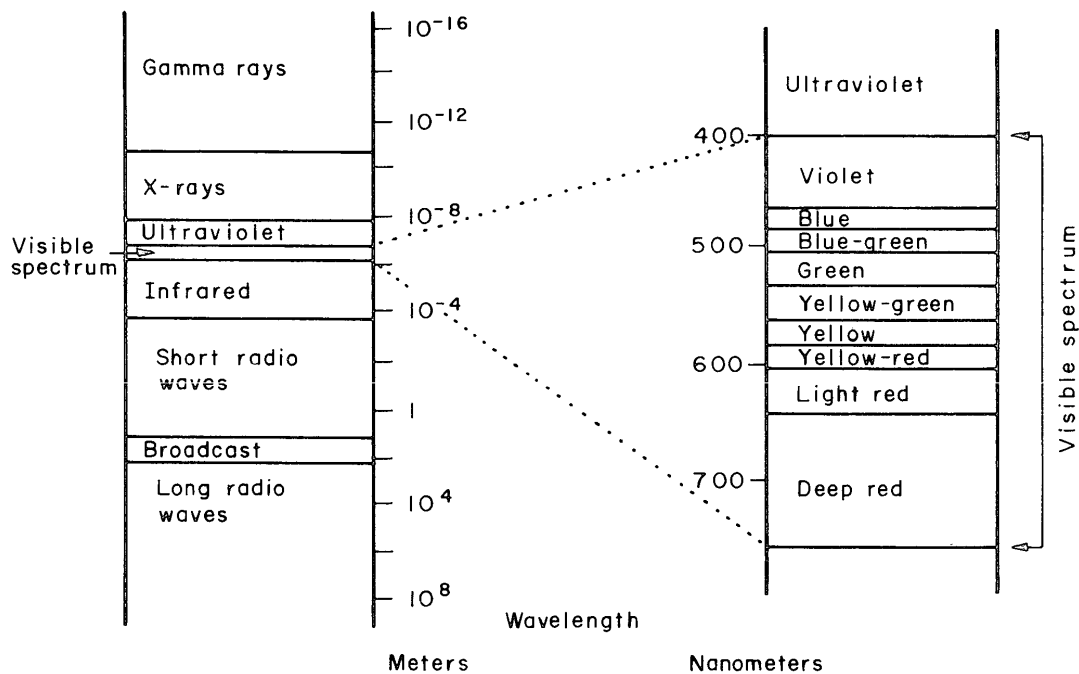 Gamma rays
X-rays
Ultraviolet
Visible
spectrum
Infrared
Short radio
waves
Broadcast
Long radio
waves
10-16
10-12
10-8
10-4
1
10 4
10 8
Meters
Wavelength
Nanometers
400
500
600
700
Ultraviolet
Violet
Blue
Blue-green
Green
Yellow-green
Yellow
Yellow-red
Light red
Deep red
Visible spectrum